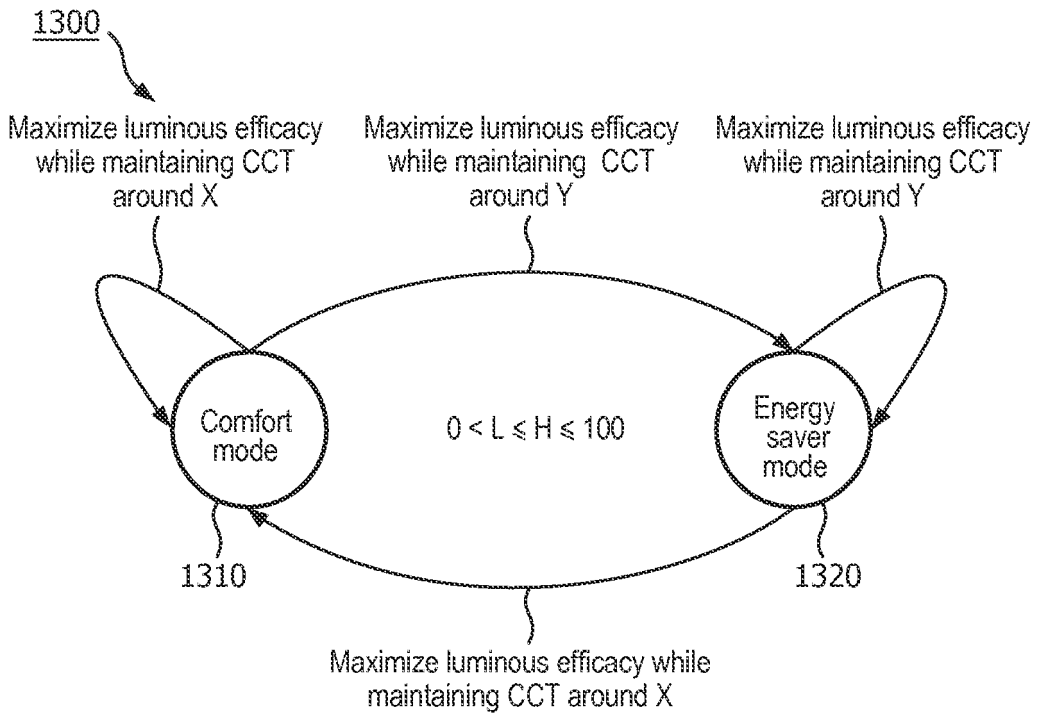 1300
Maximize luminous efficacy
while maintaining CCT
around X
Maximize luminous efficacy
while maintaining CCT
around Y
Maximize luminous efficacy
while maintaining CCT
around Y
Comfort
mode
0 < L ⩽ H ⩽ 100
Energy
saver
mode
1310
1320
Maximize luminous efficacy while
maintaining CCT around X